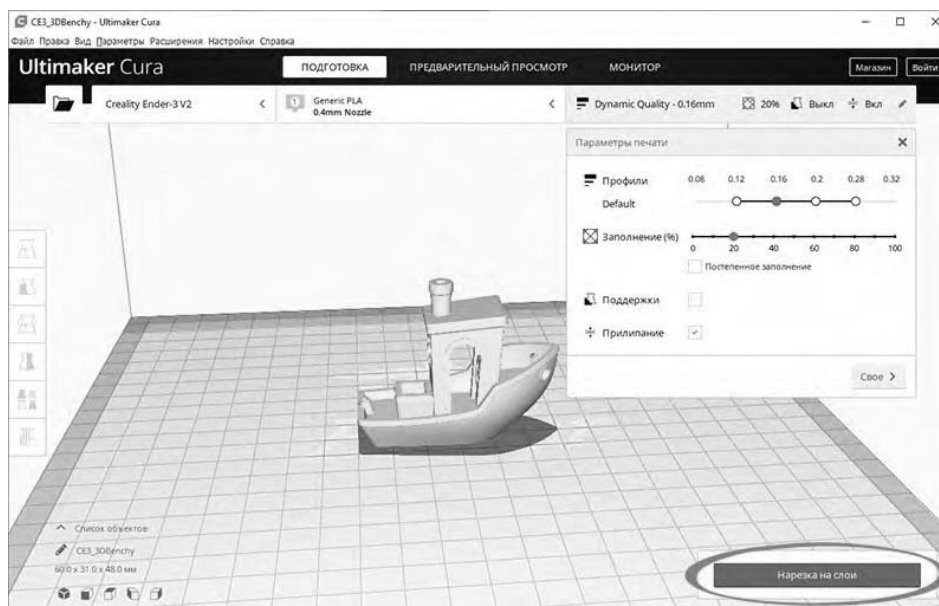 CE3_3DBenchy - Ultimaker Cura
Файл Правка Вид Параметры Расширения Настройки Справка
Ultimaker Cura ПОДГОТОВКА ПРЕДВАРИТЕЛЬНЫЙ ПРОСМОТР МОНИТОР Магазин Войти
Creality Ender-3 V2
Generic PLA
0.4mm Nozzle
Dynamic Quality - 0.16mm 20% Выкл Вкл
Параметры печати
Профили 0.08 0.12 0.16 0.2 0.28 0.32
Default
Заполнение (%)
0 20 40 60 80 100
Постепенное заполнение
Поддержки
Прилипание
Свое
Список объектов
CE3_3DBenchy
60.0 x 31.0 x 48.0 мм
Нарезка на слои